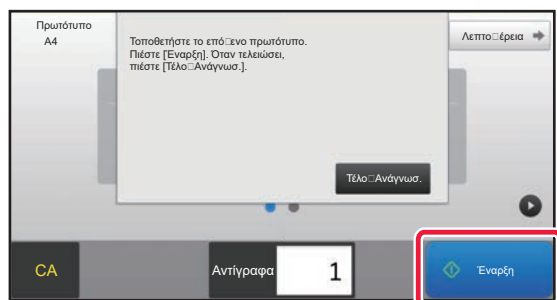 Πρωτότυπο
A4
Τοποθετήστε το επό□ενο πρωτότυπο.
Πιέστε [Έναρξη]. Όταν τελειώσει,
πιέστε [Τέλο□Ανάγνωσ.].
Λεπτο□έρεια
Τέλο□Ανάγνωσ.
CA
Αντίγραφα
1
Έναρξη